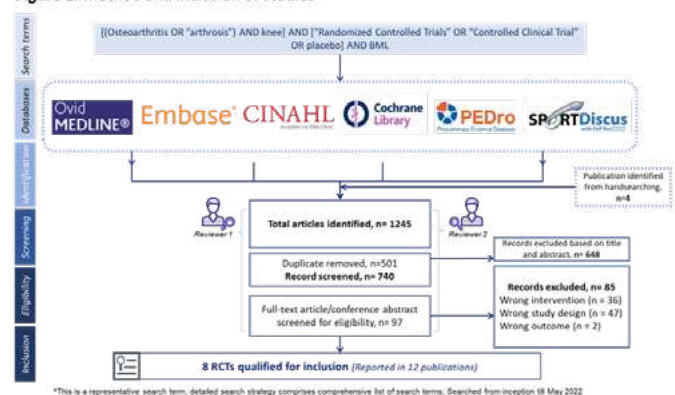 [(Osteoarthritis OR "arthrosis") AND knee] AND ["Randomized Controlled Trials" OR "Controlled Clinical Trial"
OR placebo] AND BML
Search terms
Databases
Identification
Screening
Eligibility
Inclusion
Ovid
MEDLINE®
Embase®
CINAHL
Cochrane
Library
PEDro
SPORTDiscus
Publication identified
from handsearching,
n=4
Reviewer 1
Total articles identified, n= 1245
Reviewer 2
Duplicate removed, n=501
Record screened, n= 740
Records excluded based on title
and abstract, n= 648
Full-text article/conference abstract
screened for eligibility, n= 97
Records excluded, n= 85
Wrong intervention (n = 36)
Wrong study design (n = 47)
Wrong outcome (n = 2)
8 RCTs qualified for inclusion (Reported in 12 publications)
*This is a representative search term, detailed search strategy comprises comprehensive list of search terms; Searched from inception till May 2022